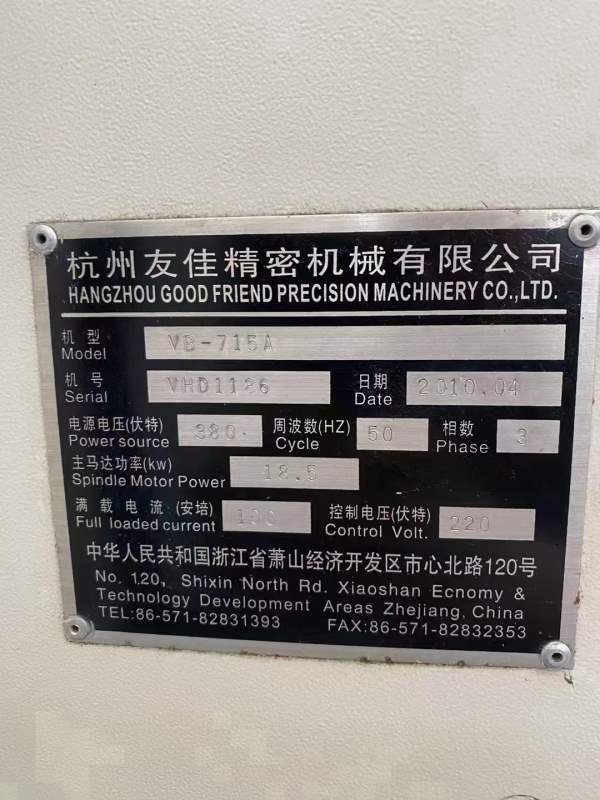 杭州友佳精密机械有限公司
HANGZHOU GOOD FRIEND PRECISION MACHINERY CO.,LTD.
机型 VB-715A
Model
机号 VHD1186 日期 2010.04
Serial Date
电源电压(伏特) 380 周波数(HZ) 50 相数 3
Power source Cycle Phase
主马达功率(kw) 18.5
Spindle Motor Power
满载电流(安培) 100 控制电压(伏特) 220
Full loaded current Control Volt.
中华人民共和国浙江省萧山经济开发区市心北路120号
No. 120, Shixin North Rd. Xiaoshan Ecnomy &
Technology Development Areas Zhejiang, China
TEL:86-571-82831393 FAX:86-571-82832353